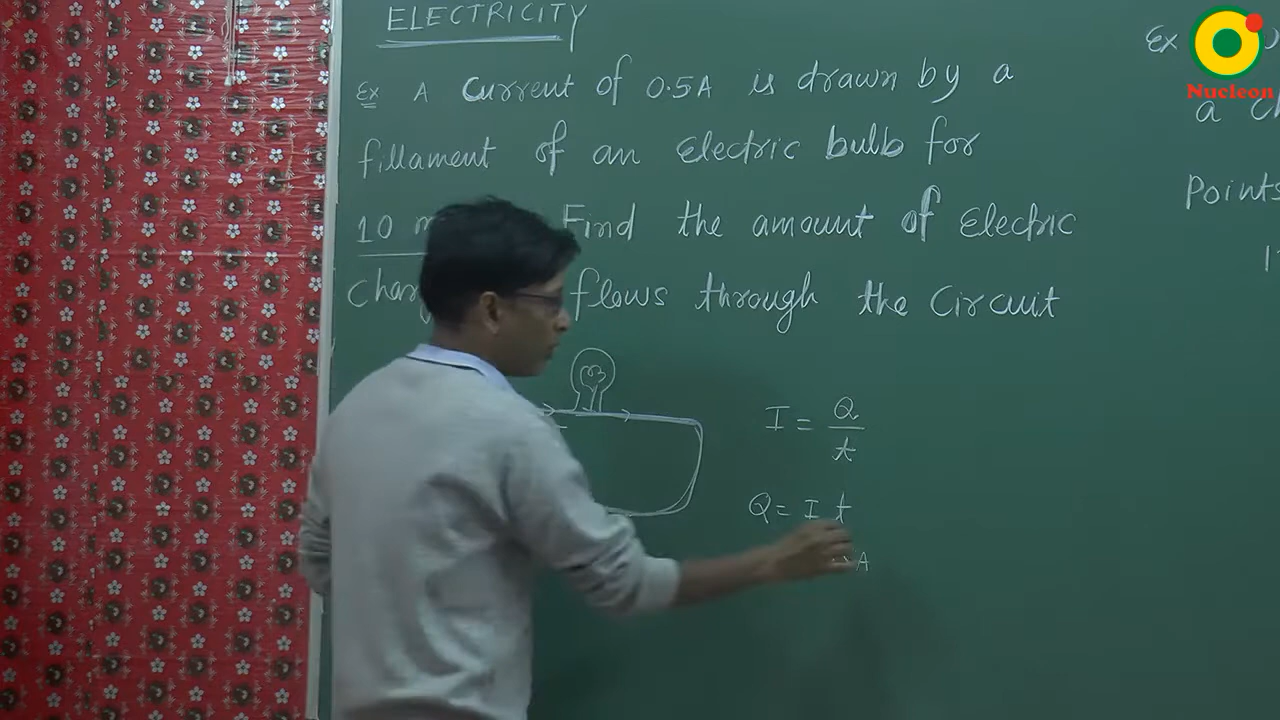 ELECTRICITY
Ex A Current of 0.5A is drawn by a
fillament of an Electric bulb for
10 Find the amount of Electric
flows through the Circuit
I = Q/t
Q = I t
A
Ex
a
Points
Nucleon